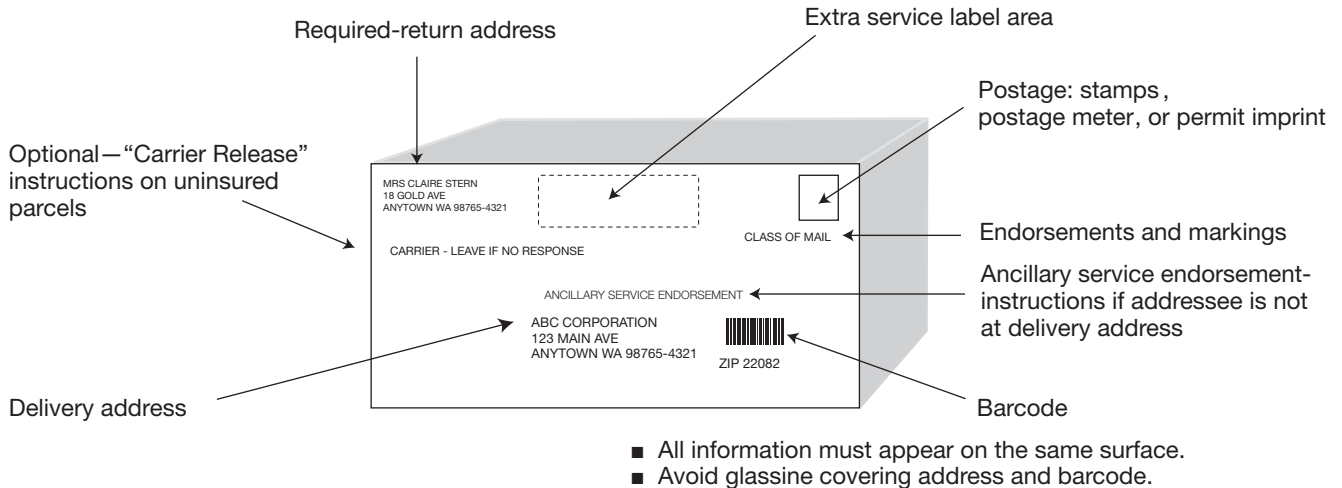 Extra service label area
Required-return address
Postage: stamps,
postage meter, or permit imprint
Optional—“Carrier Release”
instructions on uninsured
parcels
MRS CLAIRE STERN
18 GOLD AVE
ANYTOWN WA 98765-4321
CLASS OF MAIL
Endorsements and markings
CARRIER - LEAVE IF NO RESPONSE
Ancillary service endorsement-
instructions if addressee is not
at delivery address
ANCILLARY SERVICE ENDORSEMENT
ABC CORPORATION
123 MAIN AVE
ANYTOWN WA 98765-4321
ZIP 22082
Delivery address
Barcode
■ All information must appear on the same surface.
■ Avoid glassine covering address and barcode.